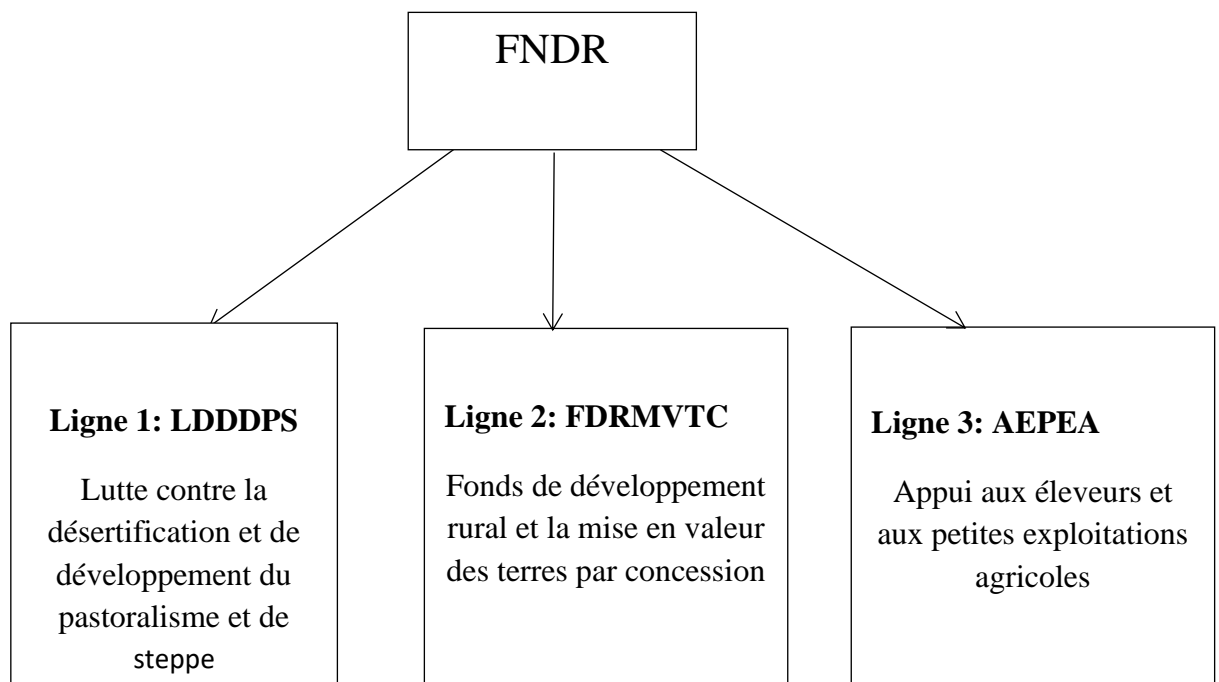 FNDR
Ligne 1: LDDDPS
Lutte contre la
désertification et de
développement du
pastoralisme et de
steppe
Ligne 2: FDRMVTC
Fonds de développement
rural et la mise en valeur
des terres par concession
Ligne 3: AEPEA
Appui aux éleveurs et
aux petites exploitations
agricoles